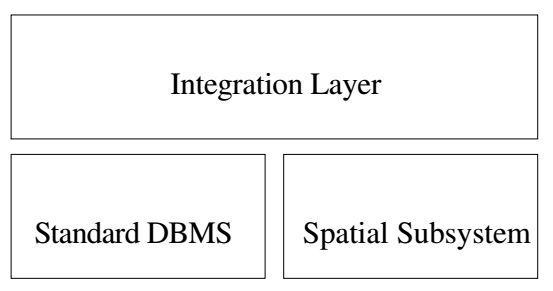 Integration Layer
Standard DBMS
Spatial Subsystem